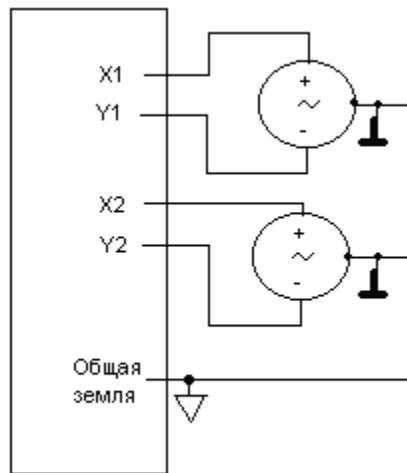 X1
+
~
Y1
-
X2
+
~
Y2
-
Общая
земля